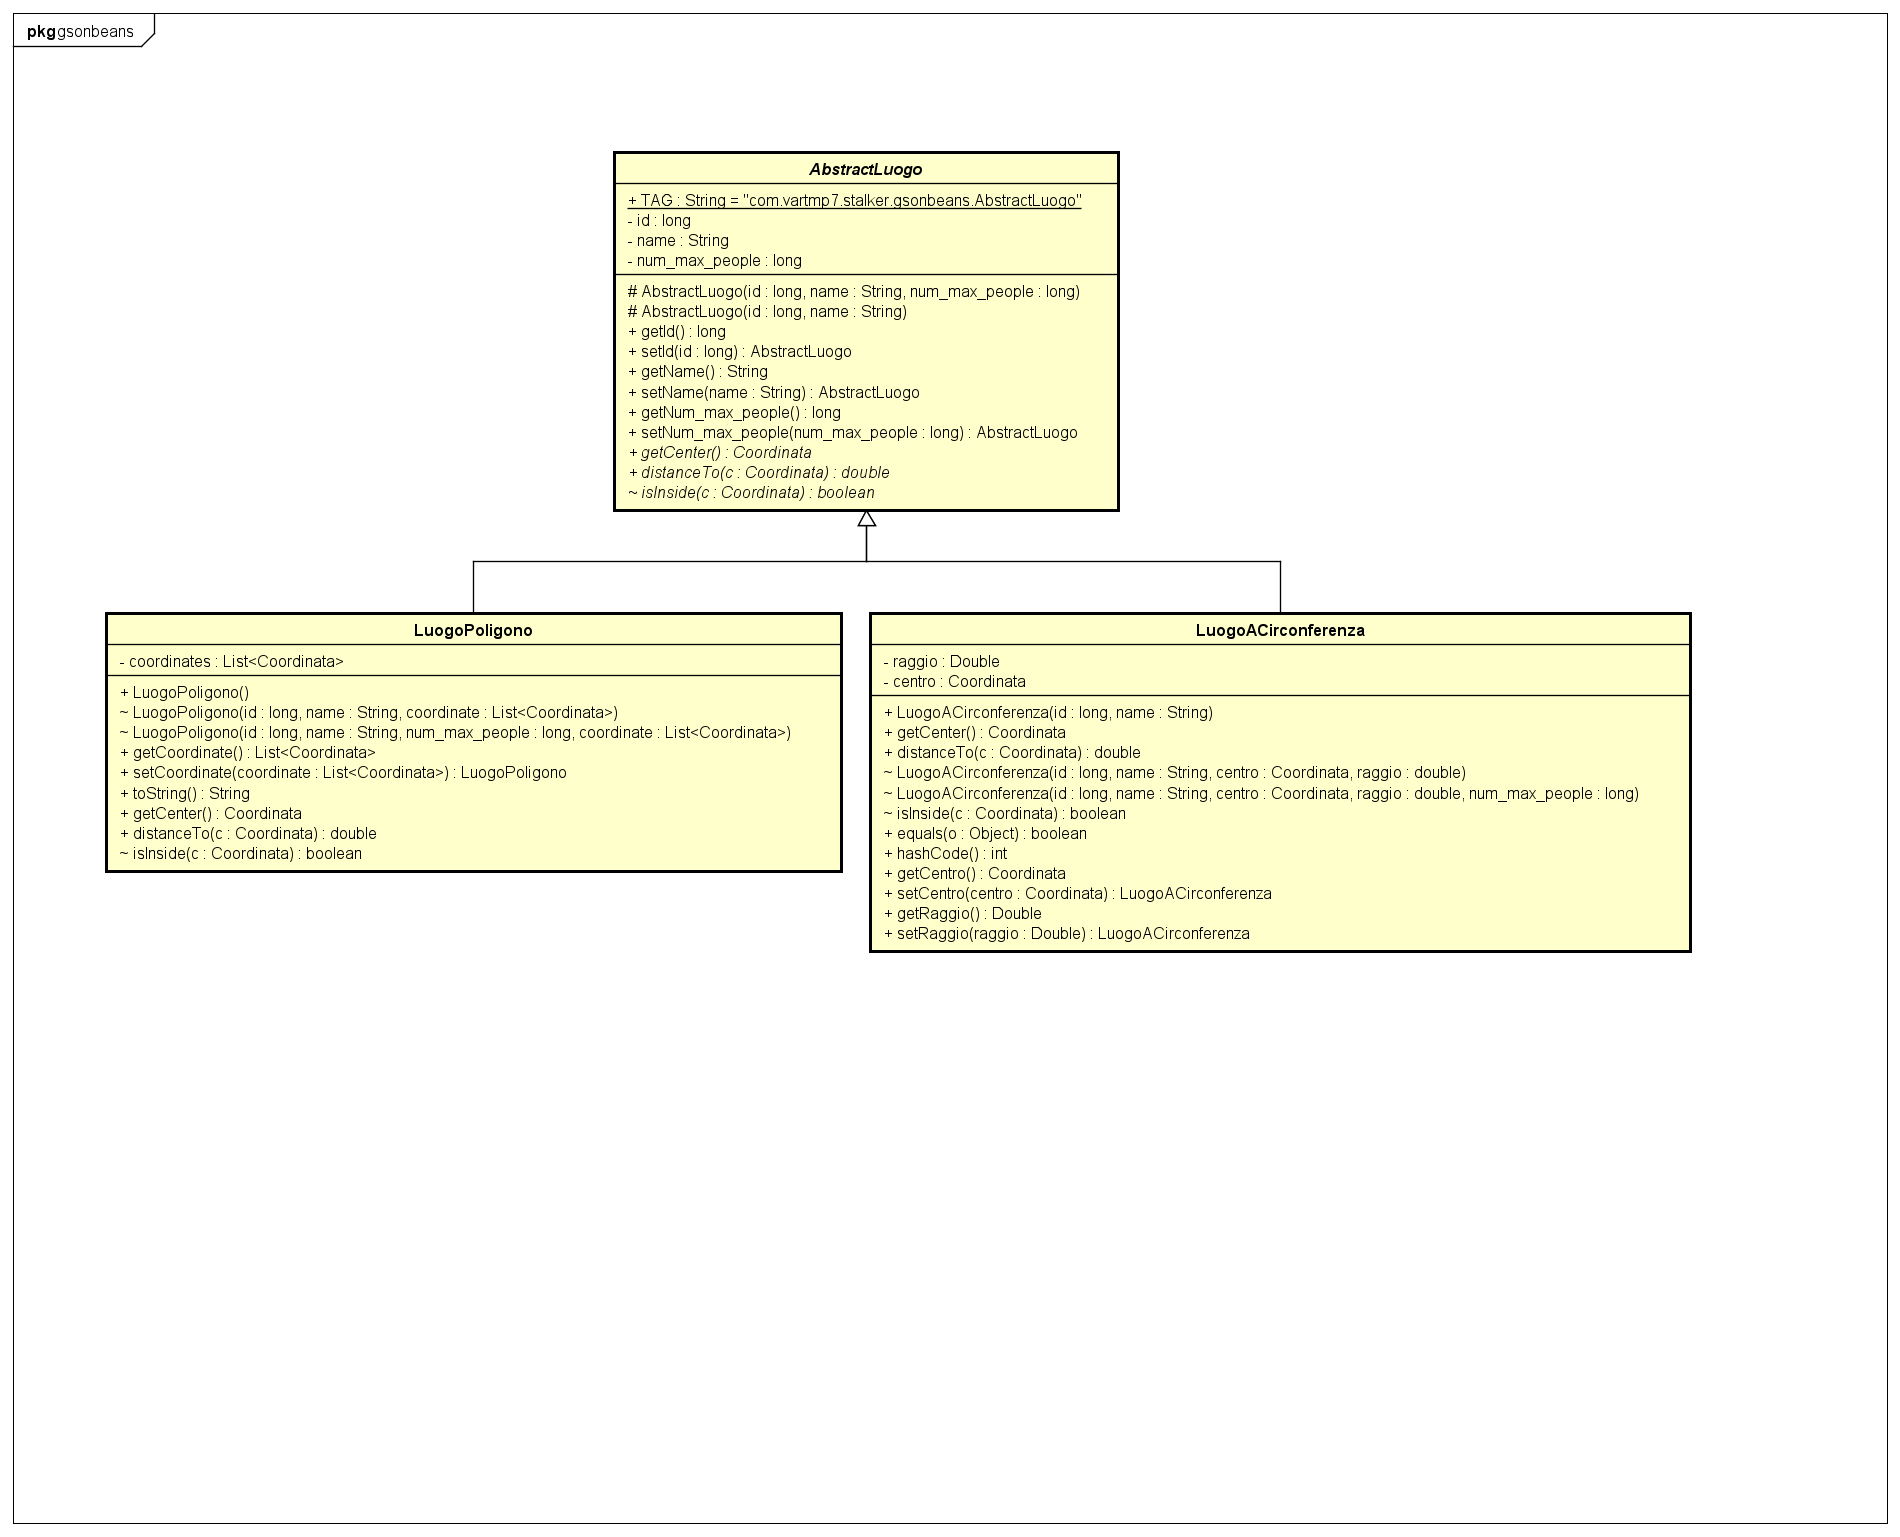 pkg gsonbeans
AbstractLuogo
+ TAG : String = "com.vartmp7.stalker.gsonbeans.AbstractLuogo"
- id : long
- name : String
- num_max_people : long
# AbstractLuogo(id : long, name : String, num_max_people : long)
# AbstractLuogo(id : long, name : String)
+ getId() : long
+ setId(id : long) : AbstractLuogo
+ getName() : String
+ setName(name : String) : AbstractLuogo
+ getNum_max_people() : long
+ setNum_max_people(num_max_people : long) : AbstractLuogo
+ getCenter() : Coordinata
+ distanceTo(c : Coordinata) : double
~ isInside(c : Coordinata) : boolean
LuogoPoligono
- coordinates : List<Coordinata>
+ LuogoPoligono()
~ LuogoPoligono(id : long, name : String, coordinate : List<Coordinata>)
~ LuogoPoligono(id : long, name : String, num_max_people : long, coordinate : List<Coordinata>)
+ getCoordinate() : List<Coordinata>
+ setCoordinate(coordinate : List<Coordinata>) : LuogoPoligono
+ toString() : String
+ getCenter() : Coordinata
+ distanceTo(c : Coordinata) : double
~ isInside(c : Coordinata) : boolean
LuogoACirconferenza
- raggio : Double
- centro : Coordinata
+ LuogoACirconferenza(id : long, name : String)
+ getCenter() : Coordinata
+ distanceTo(c : Coordinata) : double
~ LuogoACirconferenza(id : long, name : String, centro : Coordinata, raggio : double)
~ LuogoACirconferenza(id : long, name : String, centro : Coordinata, raggio : double, num_max_people : long)
~ isInside(c : Coordinata) : boolean
+ equals(o : Object) : boolean
+ hashCode() : int
+ getCentro() : Coordinata
+ setCentro(centro : Coordinata) : LuogoACirconferenza
+ getRaggio() : Double
+ setRaggio(raggio : Double) : LuogoACirconferenza